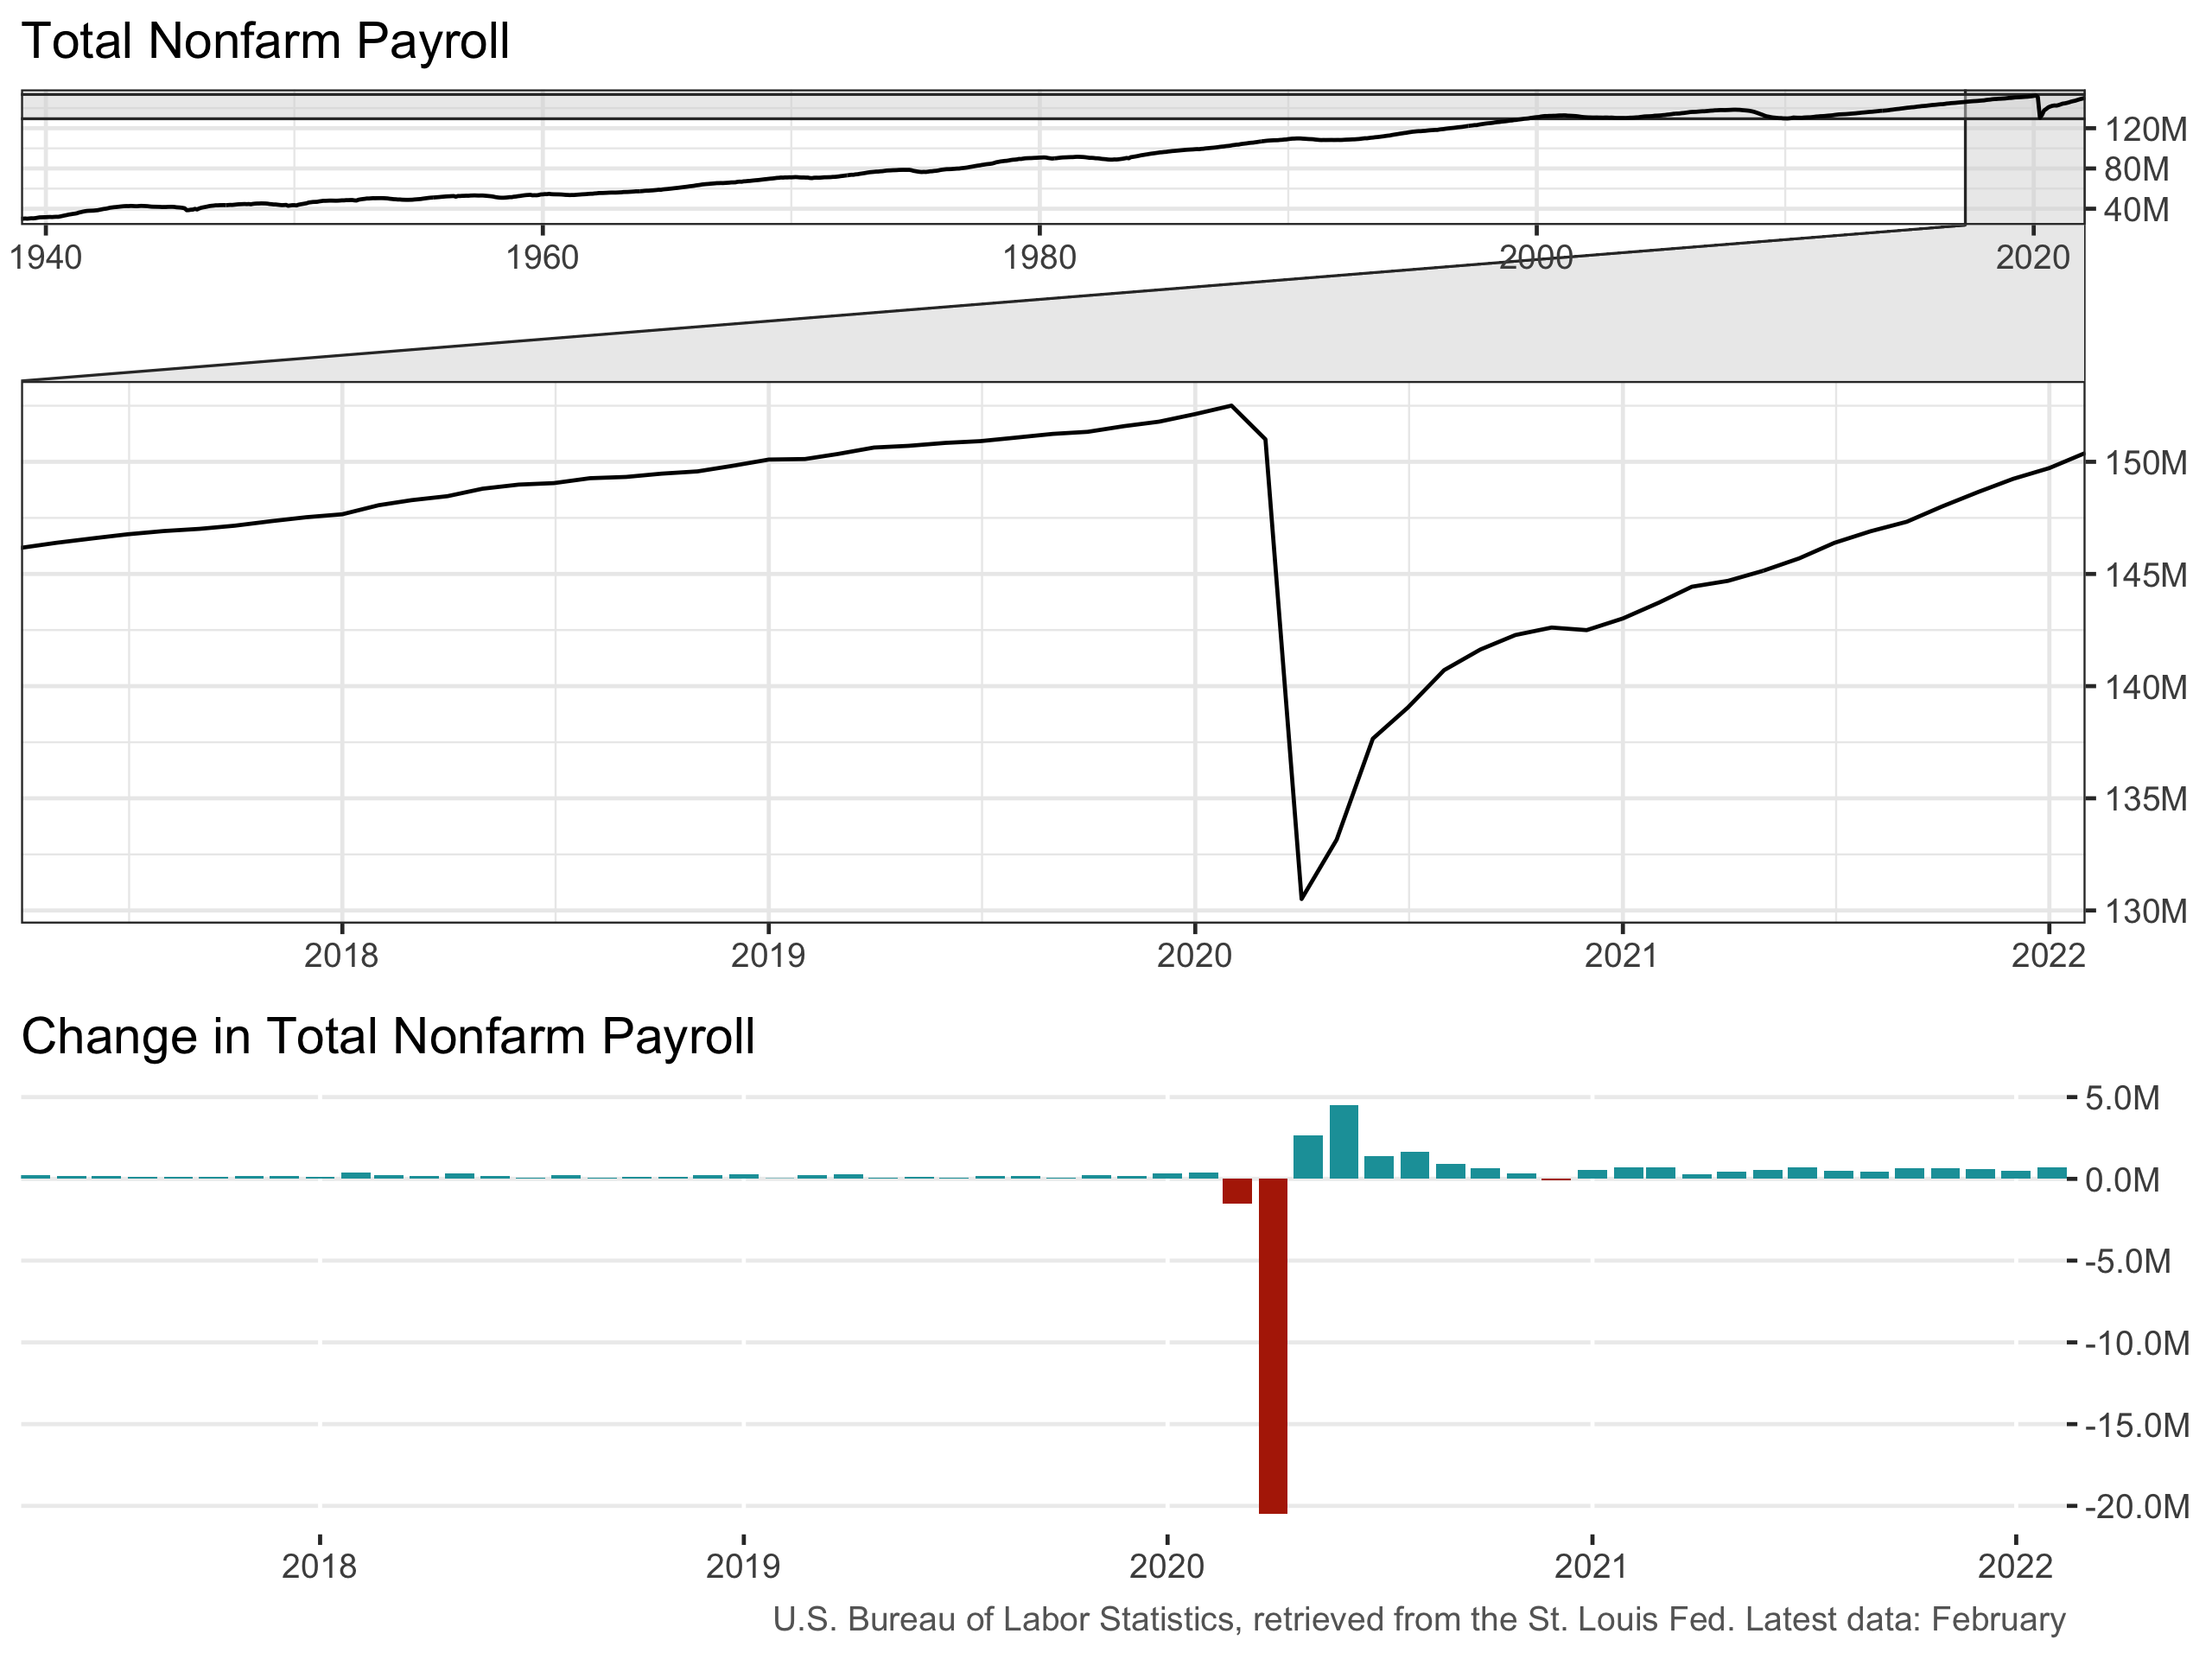 Total Nonfarm Payroll
120M
80M
40M
1940 1960 1980 2000 2020
150M
145M
140M
135M
130M
2018 2019 2020 2021 2022
Change in Total Nonfarm Payroll
5.0M
0.0M
-5.0M
-10.0M
-15.0M
-20.0M
2018 2019 2020 2021 2022
U.S. Bureau of Labor Statistics, retrieved from the St. Louis Fed. Latest data: February